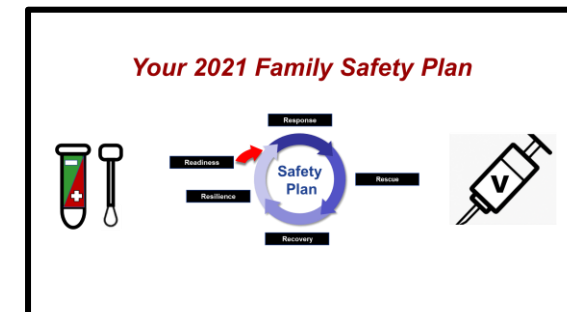 Your 2021 Family Safety Plan
Response
Readiness
Safety
Plan
Rescue
Resilience
Recovery
V